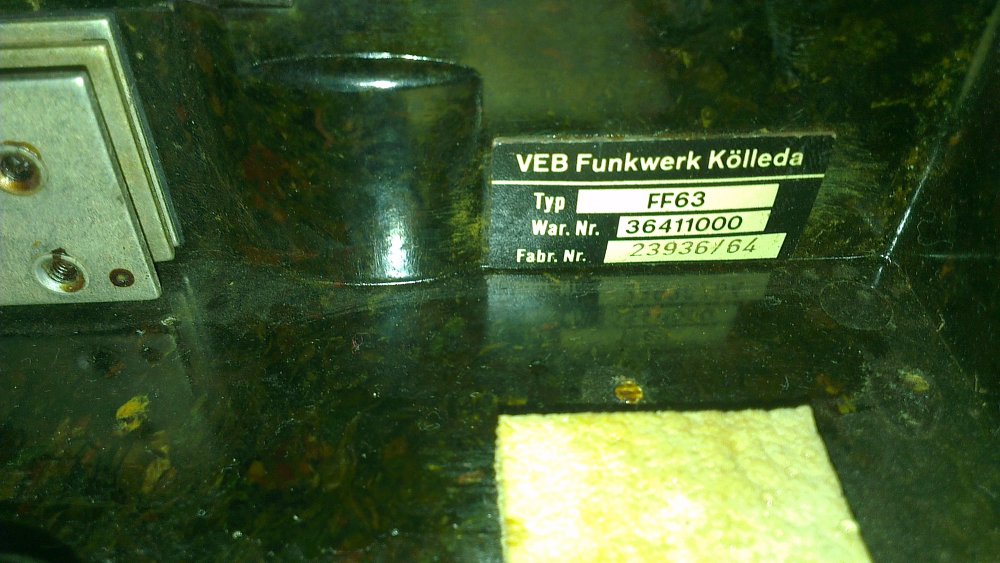 VEB Funkwerk Kölleda
Typ FF63
War. Nr. 36411000
Fabr. Nr. 23936/64